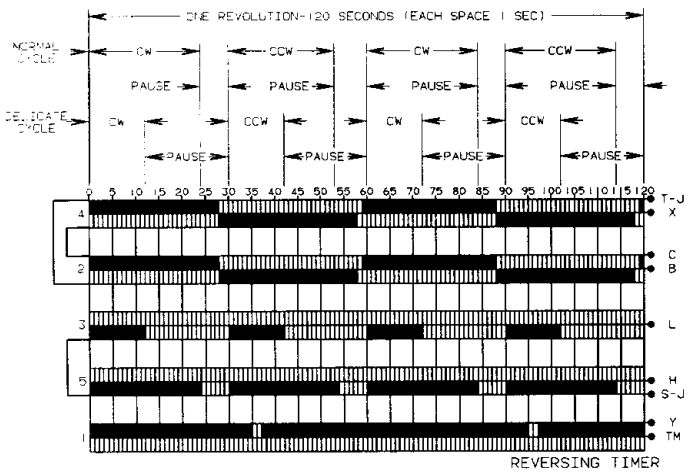 ONE REVOLUTION-120 SECONDS (EACH SPACE 1 SEC)
NORMAL CYCLE CW CCW CW CCW
PAUSE PAUSE PAUSE PAUSE
DELICATE CYCLE CW CCW CW CCW
PAUSE PAUSE PAUSE PAUSE
0 5 10 15 20 25 30 35 40 45 50 55 60 65 70 75 80 85 90 95 100 105 110 115 120
T-J
4 X
C
2 B
3 L
H
5 S-J
Y
1 TM
REVERSING TIMER